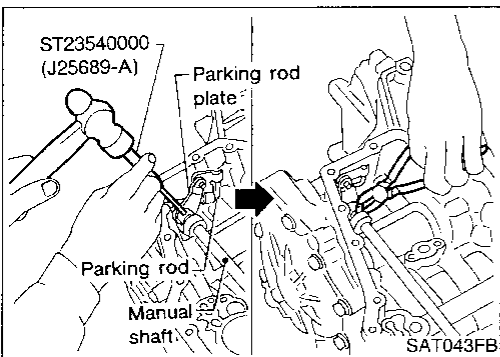 ST23540000
(J25689-A)
Parking rod
plate
Parking rod
Manual
shaft
SAT043FB